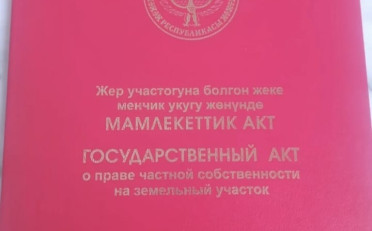 Жер участогуна болгон жеке
менчик укугу жөнүндө
МАМЛЕКЕТТИК АКТ
ГОСУДАРСТВЕННЫЙ АКТ
о праве частной собственности
на земельный участок